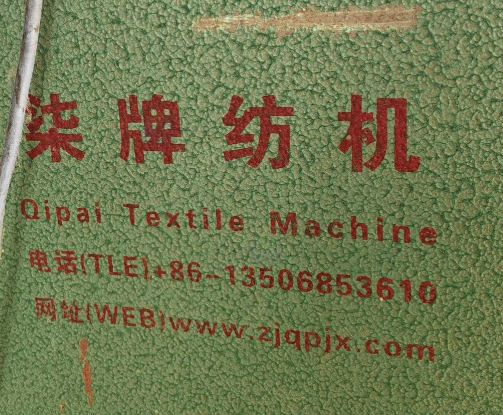 柒牌纺机
Qipai Textile Machine
电话(TLE).+86-13506853610
网址(WEB)www.zjqpjx.com